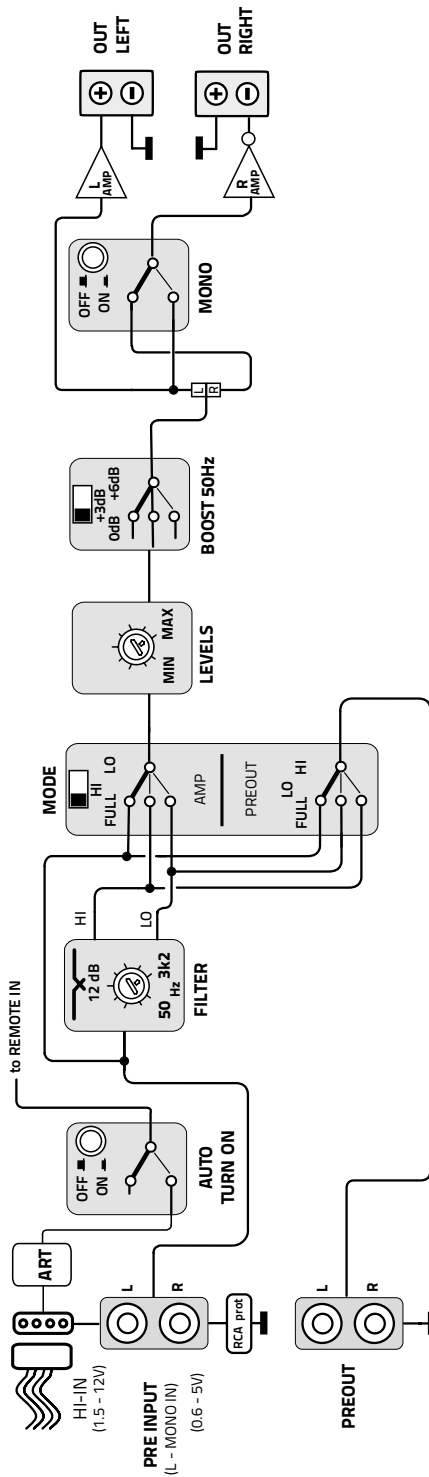 HI-IN
(1.5 – 12V)
ART
PRE INPUT
(L - MONO IN)
(0.6 – 5V)
L
R
RCA prot
OFF
ON
AUTO
TURN ON
to REMOTE IN
12 dB
50
Hz
3k2
FILTER
HI
LO
MODE
FULL
HI
LO
AMP
PREOUT
FULL
LO
HI
MIN
MAX
LEVELS
0dB
+3dB
+6dB
BOOST 50Hz
L
R
OFF
ON
MONO
L
AMP
R
AMP
OUT
LEFT
+
–
OUT
RIGHT
+
–
PREOUT
L
R